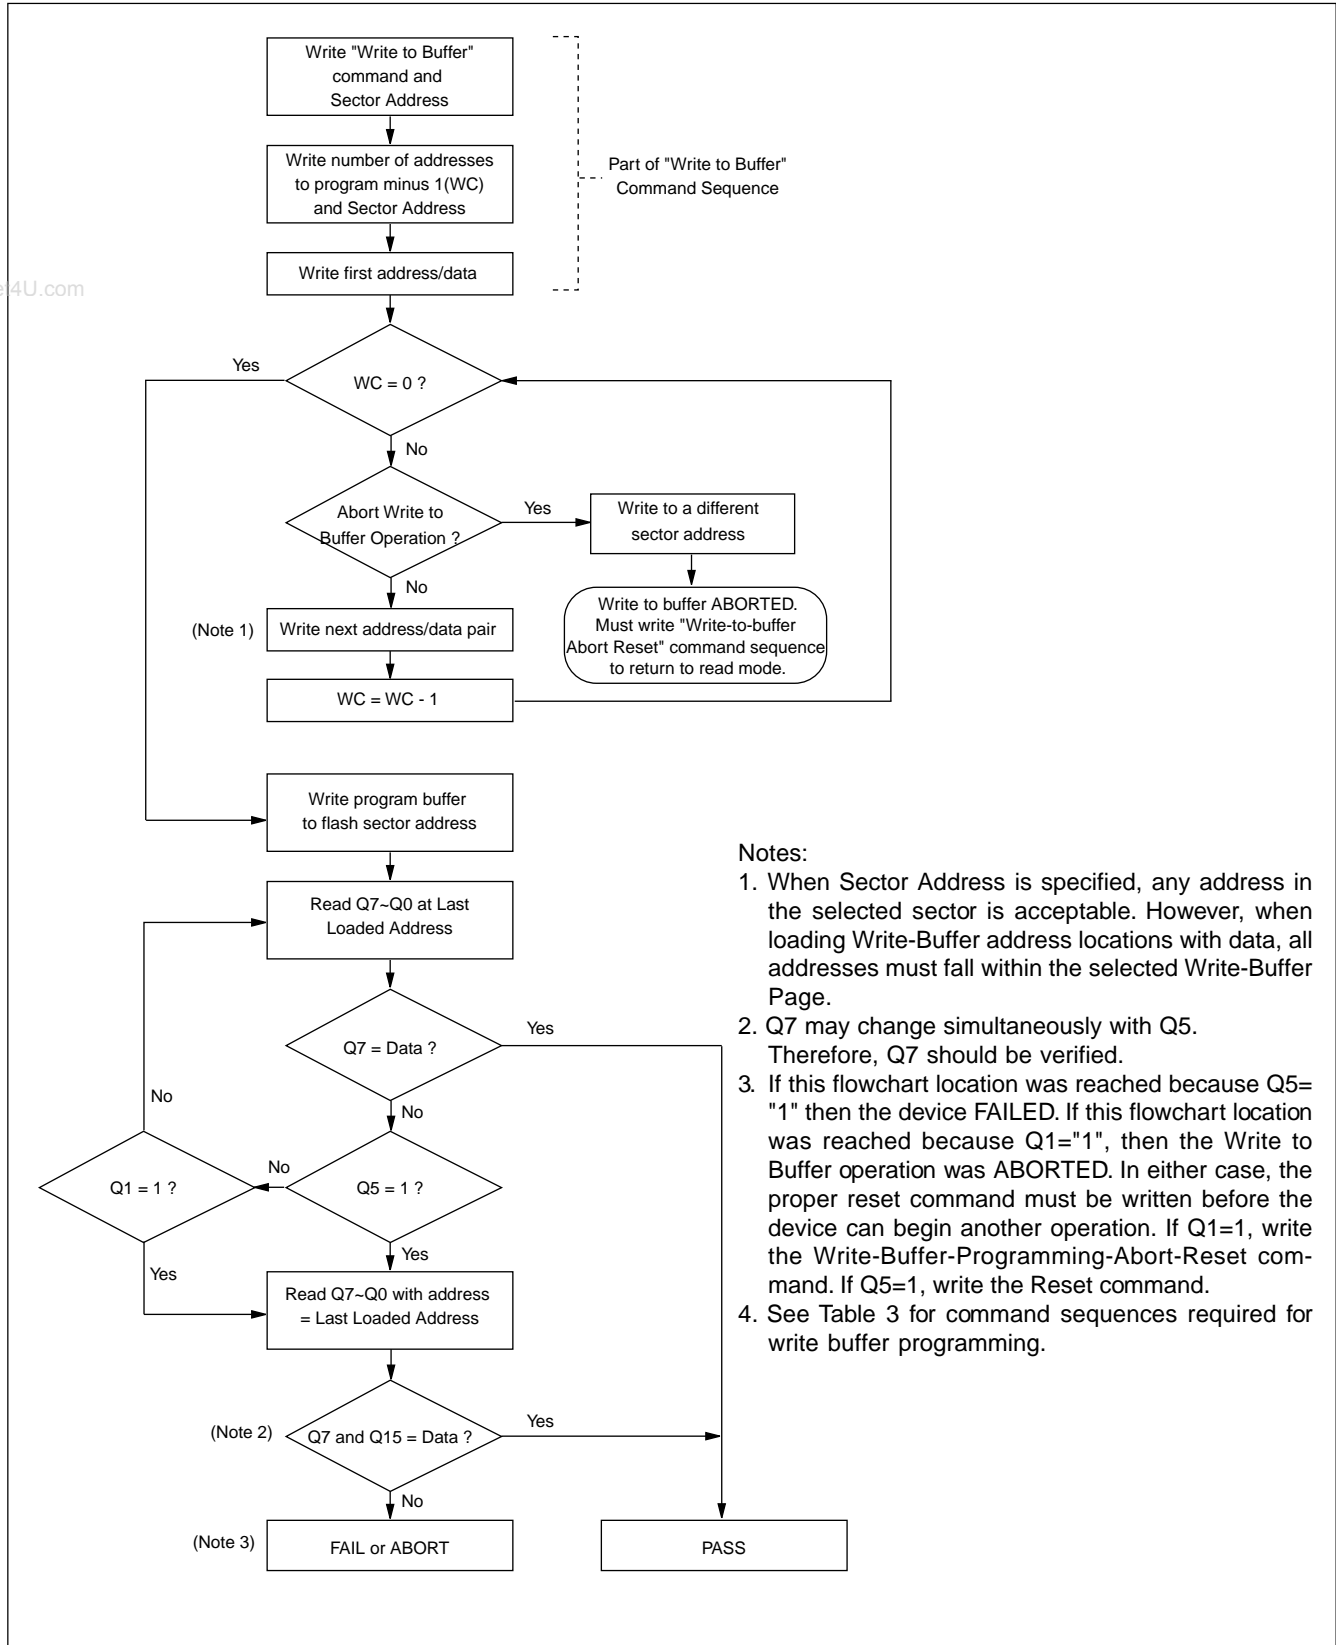 Write "Write to Buffer"
command and
Sector Address
Write number of addresses
to program minus 1(WC)
and Sector Address
Part of "Write to Buffer"
Command Sequence
Write first address/data
4U.com
Yes
WC = 0 ?
No
Abort Write to
Buffer Operation ?
Yes
Write to a different
sector address
No
Write to buffer ABORTED.
Must write "Write-to-buffer
Abort Reset" command sequence
to return to read mode.
(Note 1)
Write next address/data pair
WC = WC - 1
Write program buffer
to flash sector address
Read Q7~Q0 at Last
Loaded Address
Q7 = Data ?
Yes
No
No
Q1 = 1 ?
No
Q5 = 1 ?
Yes
Yes
Read Q7~Q0 with address
= Last Loaded Address
(Note 2)
Q7 and Q15 = Data ?
Yes
No
(Note 3)
FAIL or ABORT
PASS
Notes:
1. When Sector Address is specified, any address in
the selected sector is acceptable. However, when
loading Write-Buffer address locations with data, all
addresses must fall within the selected Write-Buffer
Page.
2. Q7 may change simultaneously with Q5.
Therefore, Q7 should be verified.
3. If this flowchart location was reached because Q5=
"1" then the device FAILED. If this flowchart location
was reached because Q1="1", then the Write to
Buffer operation was ABORTED. In either case, the
proper reset command must be written before the
device can begin another operation. If Q1=1, write
the Write-Buffer-Programming-Abort-Reset com-
mand. If Q5=1, write the Reset command.
4. See Table 3 for command sequences required for
write buffer programming.